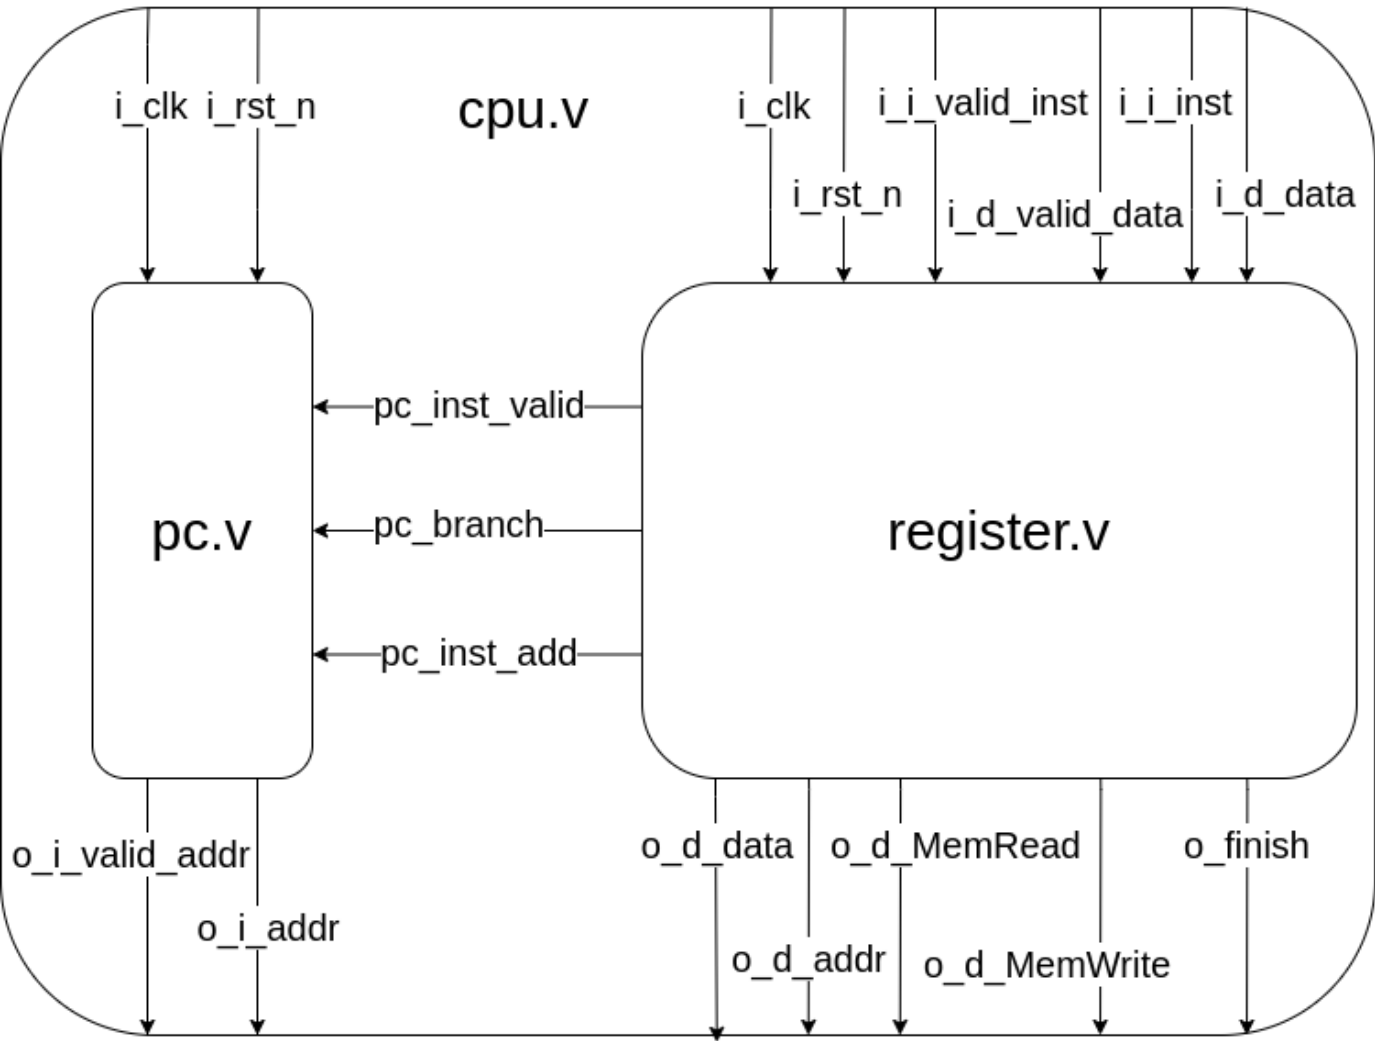 i_clk i_rst_n cpu.v i_clk i_i_valid_inst i_i_inst
i_rst_n i_d_valid_data i_d_data
pc_inst_valid
pc.v pc_branch register.v
pc_inst_add
o_i_valid_addr o_d_data o_d_MemRead o_finish
o_i_addr o_d_addr o_d_MemWrite